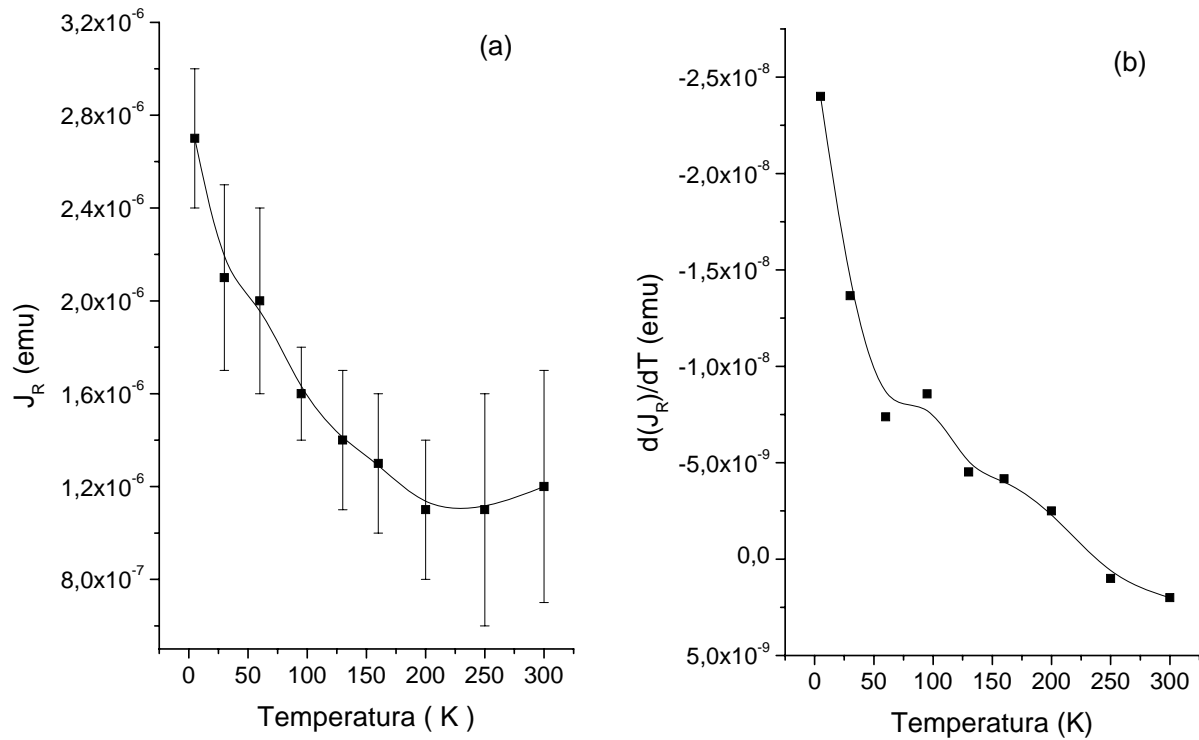 (a)
J_R (emu)
3,2x10⁻⁶
2,8x10⁻⁶
2,4x10⁻⁶
2,0x10⁻⁶
1,6x10⁻⁶
1,2x10⁻⁶
8,0x10⁻⁷
0 50 100 150 200 250 300
Temperatura ( K )
(b)
d(J_R)/dT (emu)
-2,5x10⁻⁸
-2,0x10⁻⁸
-1,5x10⁻⁸
-1,0x10⁻⁸
-5,0x10⁻⁹
0,0
5,0x10⁻⁹
0 50 100 150 200 250 300
Temperatura (K)